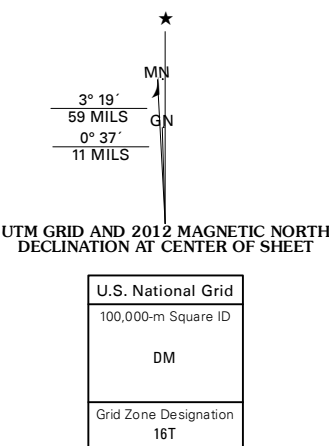 ★
MN
3° 19´
59 MILS
GN
0° 37´
11 MILS
UTM GRID AND 2012 MAGNETIC NORTH
DECLINATION AT CENTER OF SHEET
U.S. National Grid
100,000-m Square ID
DM
Grid Zone Designation
16T